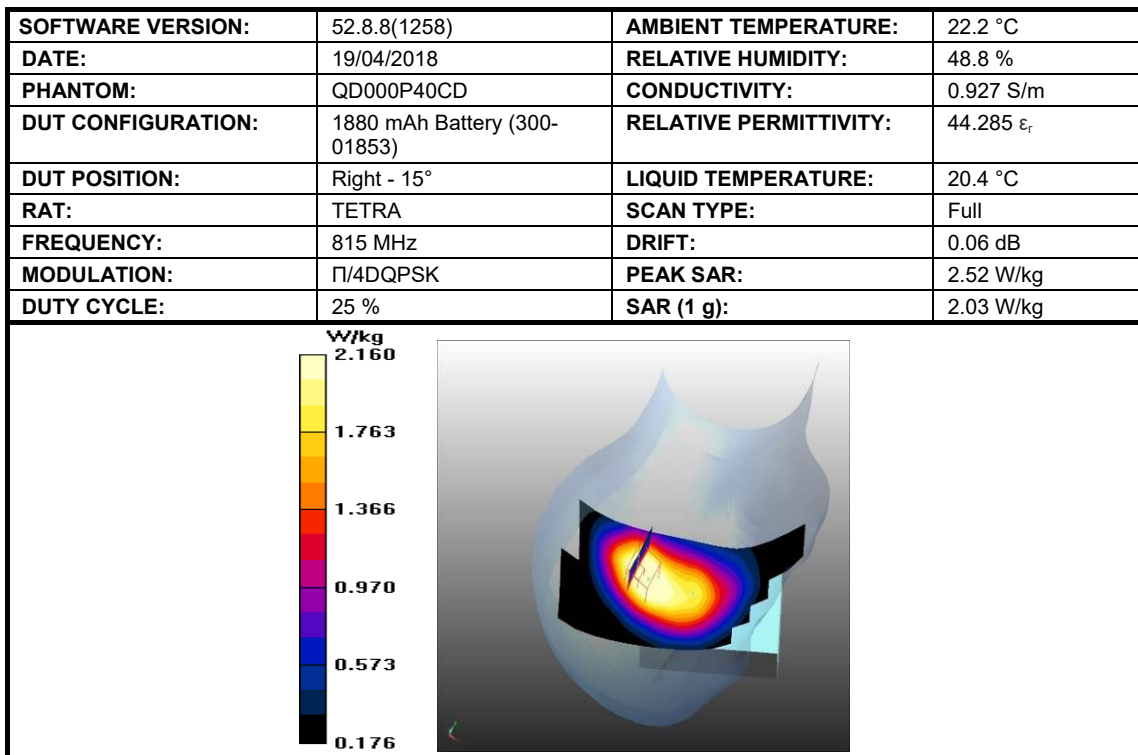 SOFTWARE VERSION: 52.8.8(1258) AMBIENT TEMPERATURE: 22.2 °C
DATE: 19/04/2018 RELATIVE HUMIDITY: 48.8 %
PHANTOM: QD000P40CD CONDUCTIVITY: 0.927 S/m
DUT CONFIGURATION: 1880 mAh Battery (300-
01853) RELATIVE PERMITTIVITY: 44.285 εr
DUT POSITION: Right - 15° LIQUID TEMPERATURE: 20.4 °C
RAT: TETRA SCAN TYPE: Full
FREQUENCY: 815 MHz DRIFT: 0.06 dB
MODULATION: Π/4DQPSK PEAK SAR: 2.52 W/kg
DUTY CYCLE: 25 % SAR (1 g): 2.03 W/kg
W/kg
2.160
1.763
1.366
0.970
0.573
0.176